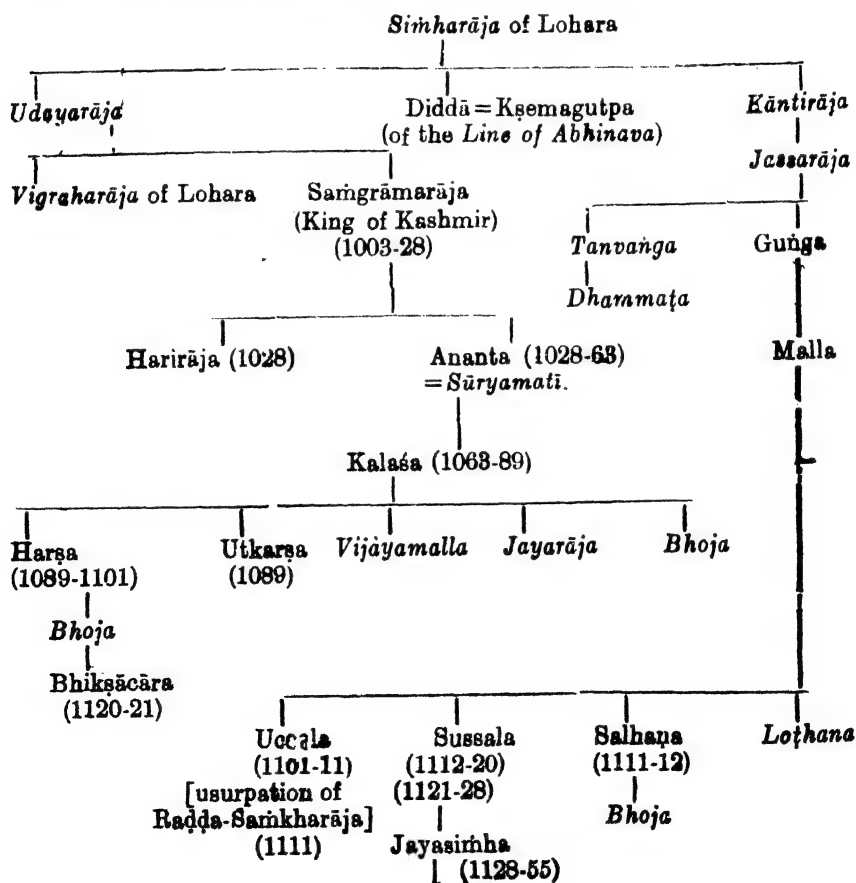 Siṁharāja of Lohara
Udayarāja Diddā = Kṣemagutpa Kāntirāja
(of the Line of Abhinava)
Jassarāja
Vigraharāja of Lohara Saṁgrāmarāja
(King of Kashmir)
(1003-28) Tanvaṅga Guṅga
Dhammaṭa
Harirāja (1028) Ananta (1028-63) Malla
=Sūryamatī.
Kalaśa (1063-89)
Harṣa Utkarṣa Vijayamalla Jayarāja Bhoja
(1089-1101) (1089)
Bhoja
Bhikṣācāra
(1120-21)
Uccala Sussala Salhaṇa Loṭhana
(1101-11) (1112-20) (1111-12)
[usurpation of (1121-28)
Raḍḍa-Saṁkharāja] Bhoja
(1111) Jayasiṁha
(1128-55)